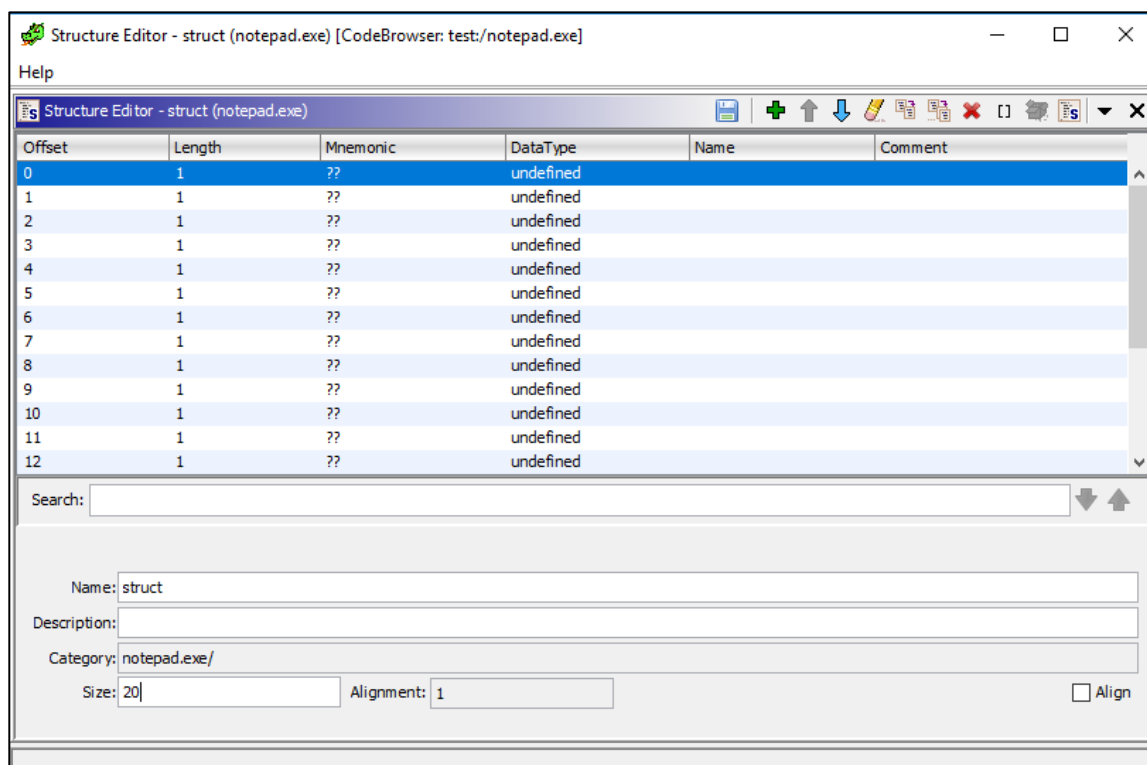 Structure Editor - struct (notepad.exe) [CodeBrowser: test:/notepad.exe]
Help
Structure Editor - struct (notepad.exe)
Offset Length Mnemonic DataType Name Comment
0 1 ?? undefined
1 1 ?? undefined
2 1 ?? undefined
3 1 ?? undefined
4 1 ?? undefined
5 1 ?? undefined
6 1 ?? undefined
7 1 ?? undefined
8 1 ?? undefined
9 1 ?? undefined
10 1 ?? undefined
11 1 ?? undefined
12 1 ?? undefined
Search:
Name: struct
Description:
Category: notepad.exe/
Size: 20 Alignment: 1 Align